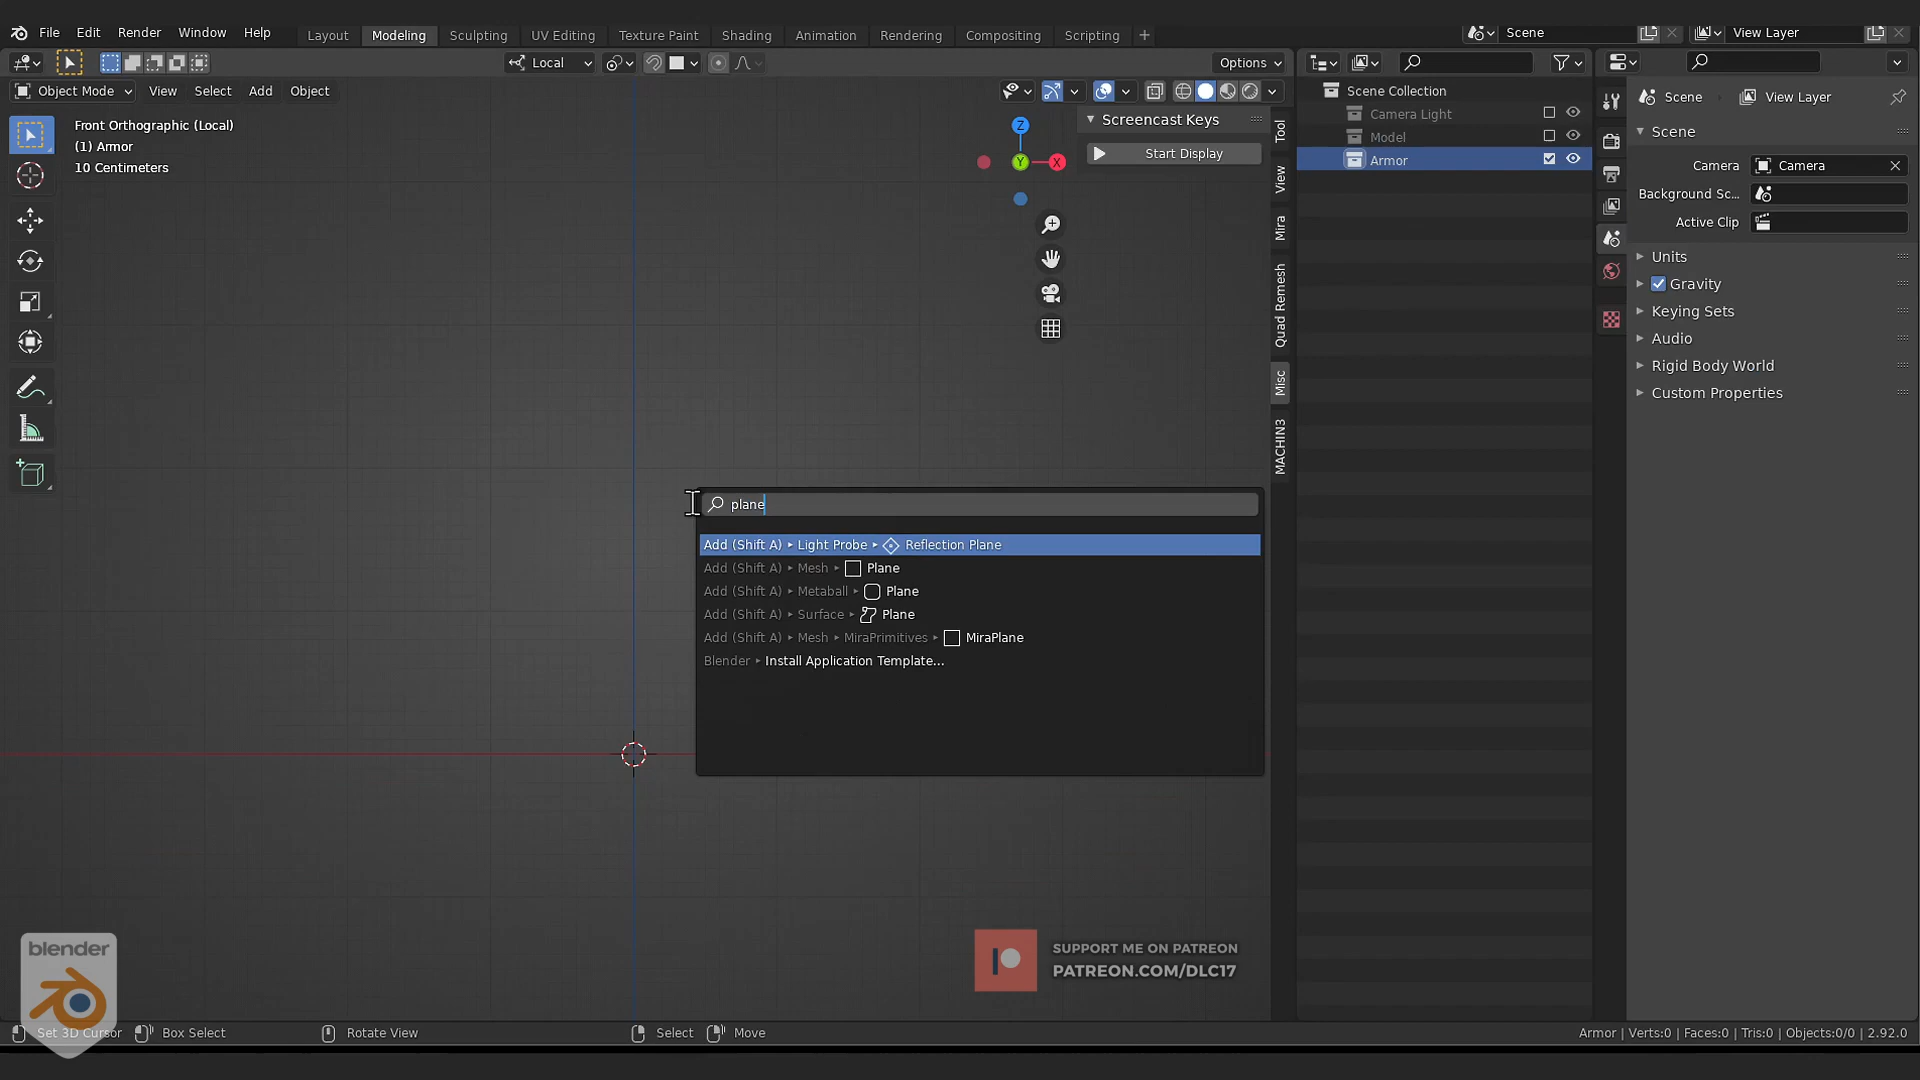 File Edit Render Window Help
Layout Modeling Sculpting UV Editing Texture Paint Shading Animation Rendering Compositing Scripting +
Scene
View Layer
Local
Options
Object Mode View Select Add Object
Front Orthographic (Local)
(1) Armor
10 Centimeters
Z
Y
X
Screencast Keys
Start Display
Tool
View
Mira
Quad Remesh
Misc
MACHIN3
plane
Add (Shift A) ▸ Light Probe ▸ Reflection Plane
Add (Shift A) ▸ Mesh ▸ Plane
Add (Shift A) ▸ Metaball ▸ Plane
Add (Shift A) ▸ Surface ▸ Plane
Add (Shift A) ▸ Mesh ▸ MiraPrimitives ▸ MiraPlane
Blender ▸ Install Application Template...
Scene Collection
Camera Light
Model
Armor
Scene View Layer
Scene
Camera Camera
Background Sc...
Active Clip
Units
Gravity
Keying Sets
Audio
Rigid Body World
Custom Properties
blender
SUPPORT ME ON PATREON
PATREON.COM/DLC17
Set 3D Cursor Box Select Rotate View Select Move
Armor | Verts:0 | Faces:0 | Tris:0 | Objects:0/0 | 2.92.0